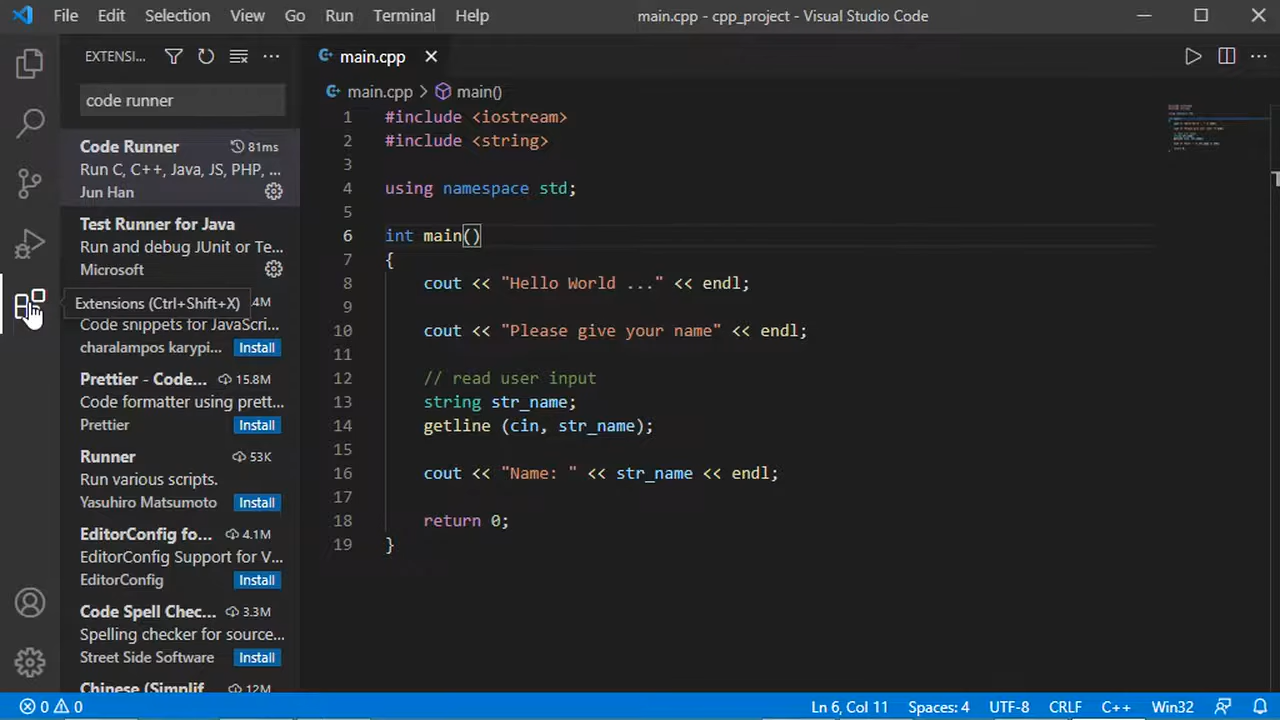 File Edit Selection View Go Run Terminal Help main.cpp - cpp_project - Visual Studio Code
EXTENSI...
code runner
Code Runner 81ms
Run C, C++, Java, JS, PHP, ...
Jun Han
Test Runner for Java
Run and debug JUnit or Te...
Microsoft
Extensions (Ctrl+Shift+X) .4M
Code snippets for JavaScri...
charalampos karypi... Install
Prettier - Code... 15.8M
Code formatter using prett...
Prettier Install
Runner 53K
Run various scripts.
Yasuhiro Matsumoto Install
EditorConfig fo... 4.1M
EditorConfig Support for V...
EditorConfig Install
Code Spell Chec... 3.3M
Spelling checker for source...
Street Side Software Install
Chinese (Simplif 12M
main.cpp
main.cpp > main()
1 #include <iostream>
2 #include <string>
3
4 using namespace std;
5
6 int main()
7 {
8 cout << "Hello World ..." << endl;
9
10 cout << "Please give your name" << endl;
11
12 // read user input
13 string str_name;
14 getline (cin, str_name);
15
16 cout << "Name: " << str_name << endl;
17
18 return 0;
19 }
0 0 Ln 6, Col 11 Spaces: 4 UTF-8 CRLF C++ Win32